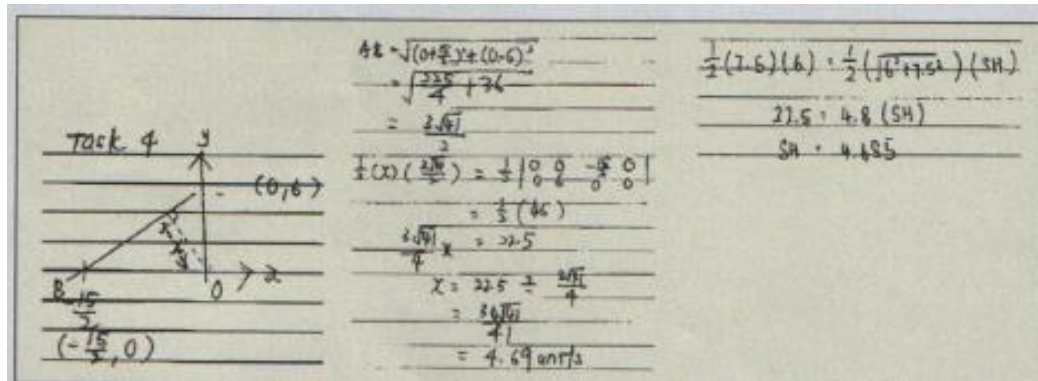 Task 4
y
(0,6)
x
x
B
O
-15/2
(-15/2, 0)
AB = √((0+15/2)²+(0-6)²)
= √(225/4 + 36)
= 3√41/2
½(x)(3√41/2) = ½ |0 0 -15/2 0|
|0 6 0 0|
= ½(45)
3√41/4 x = 22.5
x = 22.5 ÷ 3√41/4
= 30√41/41
= 4.69 units
½(7.5)(6) = ½(√6²+7.5²)(SH)
22.5 = 4.8 (SH)
SH = 4.685